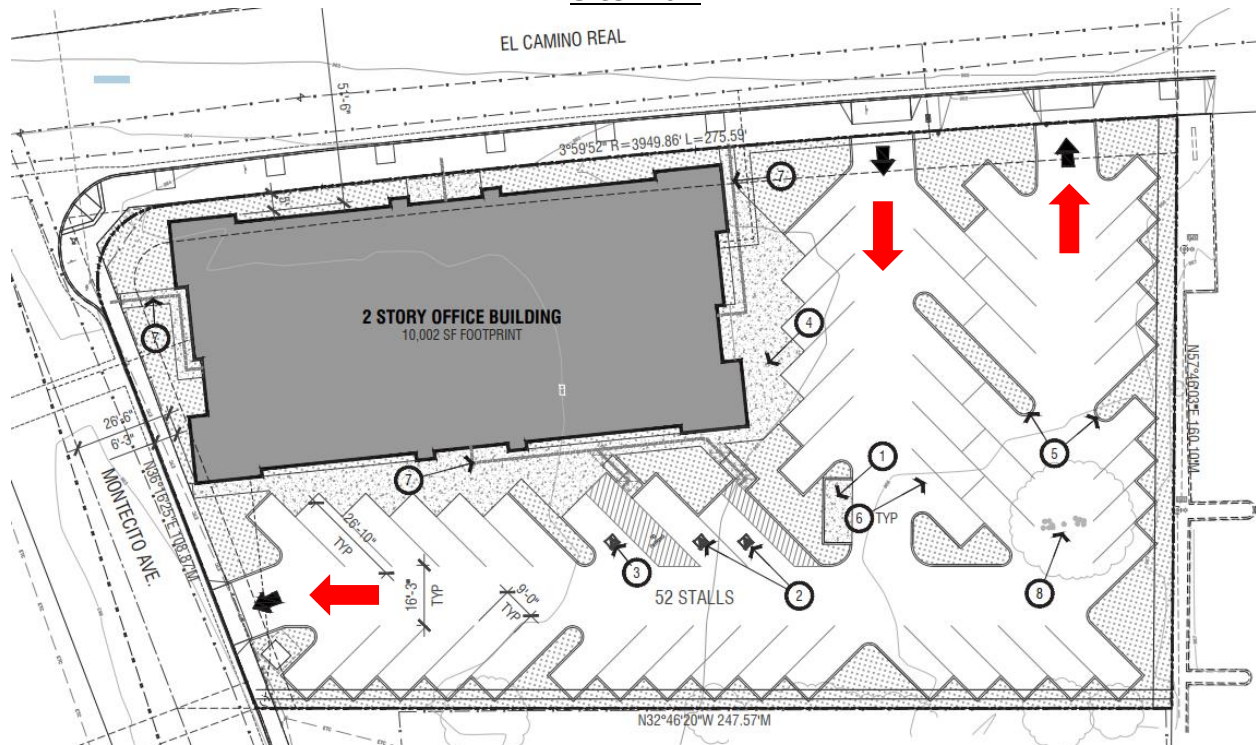 EL CAMINO REAL
51'-6"
3°59'52" R=3949.86' L=275.59'
7
2 STORY OFFICE BUILDING
10,002 SF FOOTPRINT
7
4
N57°46'03"E 160.10'M
26'-6"
6'-3"
5
1
7
6 TYP
MONTECITO AVE.
N36°16'25"E 108.87'M
26'-10"
TYP
16'-3"
TYP
9'-0"
TYP
3
52 STALLS
2
8
N32°46'20"W 247.57'M